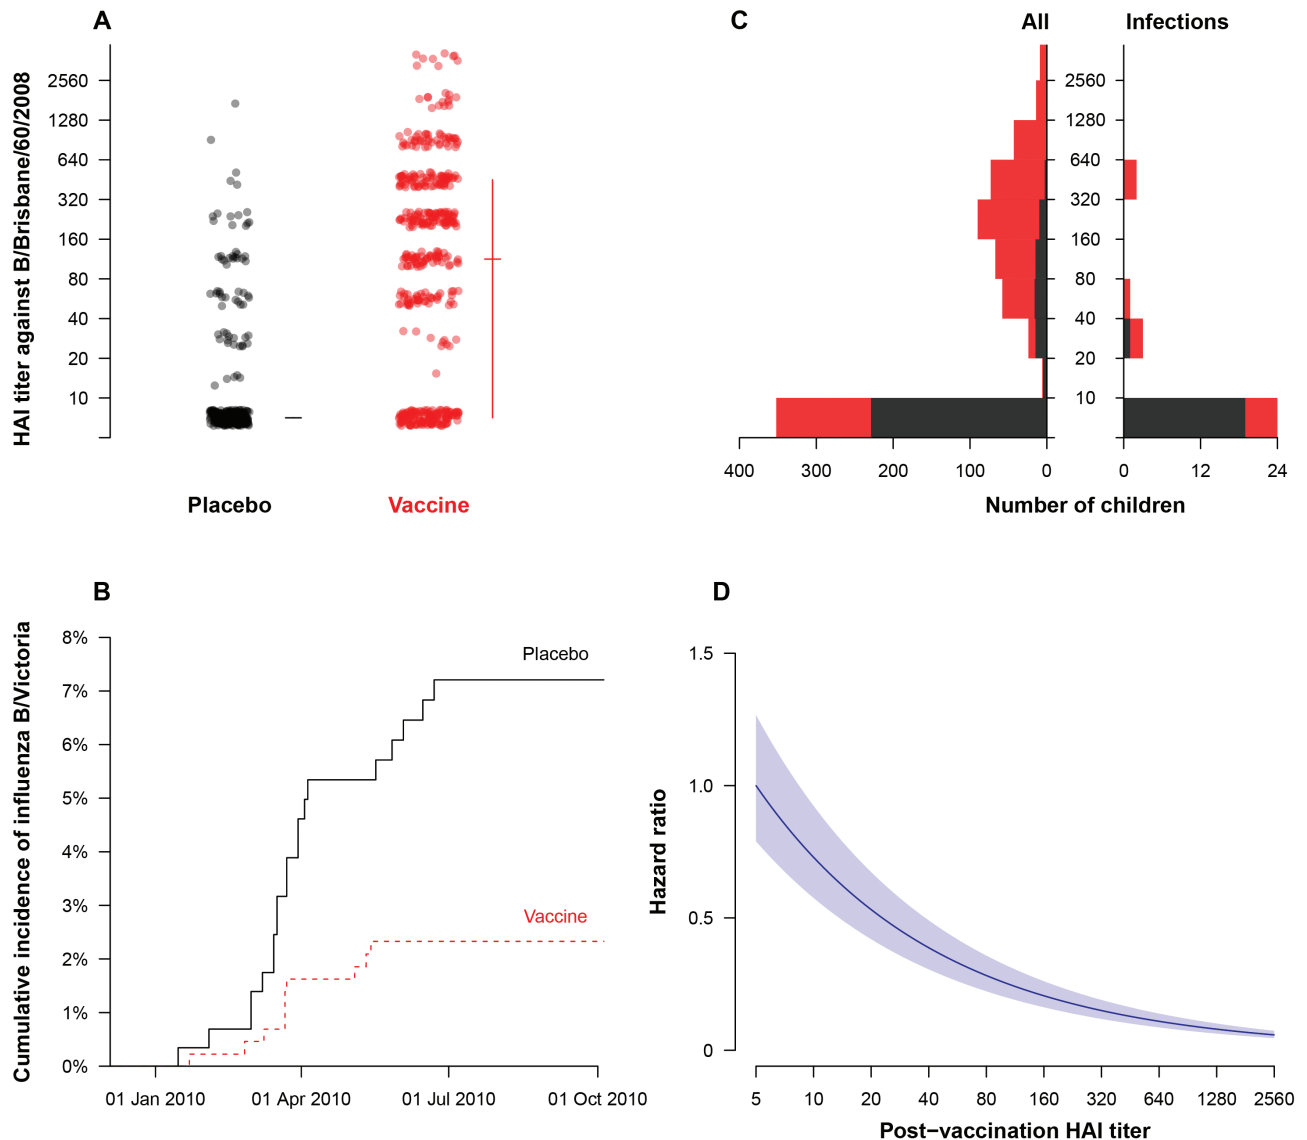 A
HAI titer against B/Brisbane/60/2008
2560
1280
640
320
160
80
40
20
10
Placebo
Vaccine
C
All
Infections
2560
1280
640
320
160
80
40
20
10
400
300
200
100
0
0
12
24
Number of children
B
Cumulative incidence of influenza B/Victoria
8%
7%
6%
5%
4%
3%
2%
1%
0%
Placebo
Vaccine
01 Jan 2010
01 Apr 2010
01 Jul 2010
01 Oct 2010
D
Hazard ratio
1.5
1.0
0.5
0
5
10
20
40
80
160
320
640
1280
2560
Post−vaccination HAI titer